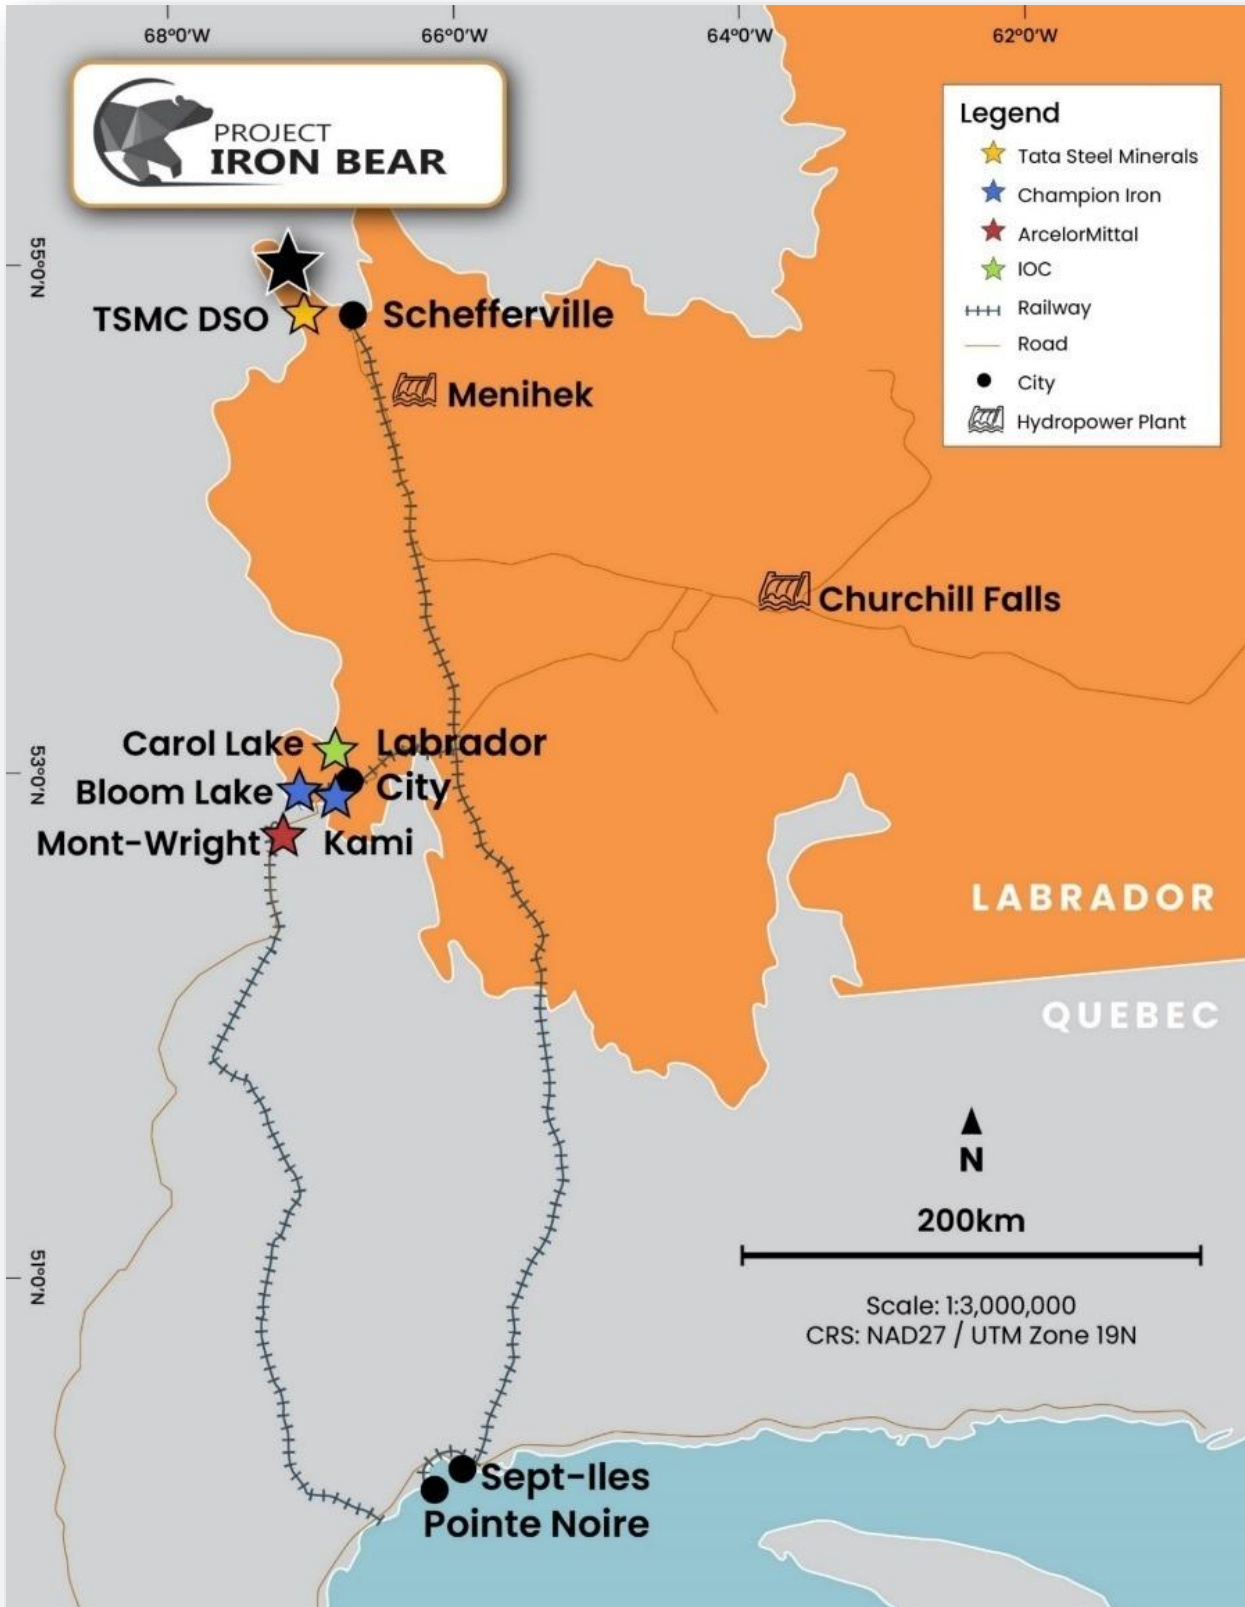 68°0'W
66°0'W
64°0'W
62°0'W
PROJECT
IRON BEAR
Legend
Tata Steel Minerals
Champion Iron
ArcelorMittal
IOC
Railway
Road
City
Hydropower Plant
55°0'N
TSMC DSO
Schefferville
Menihek
Churchill Falls
53°0'N
Carol Lake
Labrador
City
Bloom Lake
Mont-Wright
Kami
LABRADOR
QUEBEC
N
200km
51°0'N
Scale: 1:3,000,000
CRS: NAD27 / UTM Zone 19N
Sept-Iles
Pointe Noire